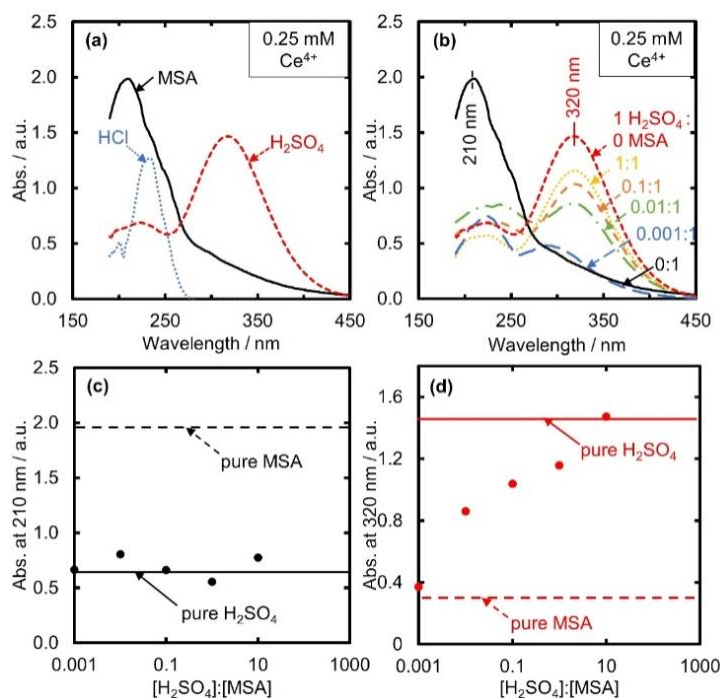 (a)
0.25 mM
Ce4+
MSA
HCl
H2SO4
Abs. / a.u.
2.5
2.0
1.5
1.0
0.5
0.0
150
250
350
450
Wavelength / nm
(b)
0.25 mM
Ce4+
210 nm
320 nm
1 H2SO4:
0 MSA
1:1
0.1:1
0.01:1
0.001:1
0:1
Abs. / a.u.
2.5
2.0
1.5
1.0
0.5
0.0
150
250
350
450
Wavelength / nm
(c)
pure MSA
pure H2SO4
Abs. at 210 nm / a.u.
2.5
2.0
1.5
1.0
0.5
0.0
0.001
0.1
10
1000
[H2SO4]:[MSA]
(d)
pure H2SO4
pure MSA
Abs. at 320 nm / a.u.
1.6
1.2
0.8
0.4
0
0.001
0.1
10
1000
[H2SO4]:[MSA]